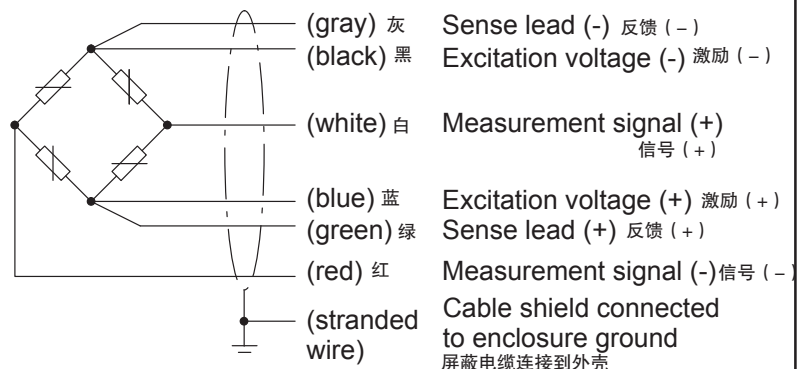 (gray) 灰 Sense lead (-) 反馈 ( – )
(black) 黑 Excitation voltage (-) 激励 ( – )
(white) 白 Measurement signal (+)
信号 ( + )
(blue) 蓝 Excitation voltage (+) 激励 ( + )
(green) 绿 Sense lead (+) 反馈 ( + )
(red) 红 Measurement signal (-)信号 ( – )
(stranded Cable shield connected
wire) to enclosure ground
屏蔽电缆连接到外壳